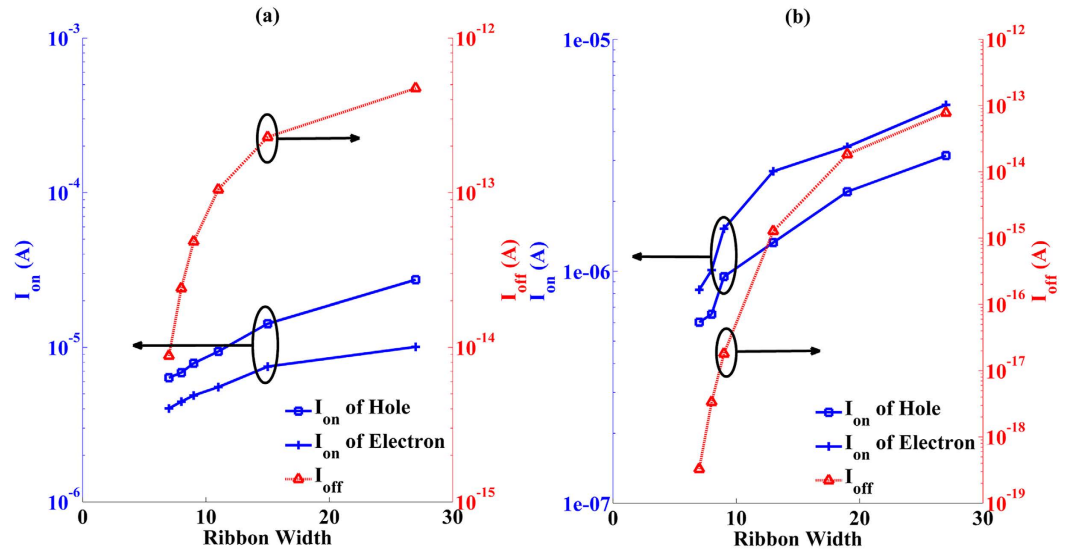 (a)
10^-3
10^-4
10^-5
10^-6
I_on (A)
10^-12
10^-13
10^-14
10^-15
I_off (A)
0
10
20
30
Ribbon Width
I_on of Hole
I_on of Electron
I_off
(b)
1e-05
1e-06
1e-07
I_on (A)
10^-12
10^-13
10^-14
10^-15
10^-16
10^-17
10^-18
10^-19
I_off (A)
0
10
20
30
Ribbon Width
I_on of Hole
I_on of Electron
I_off